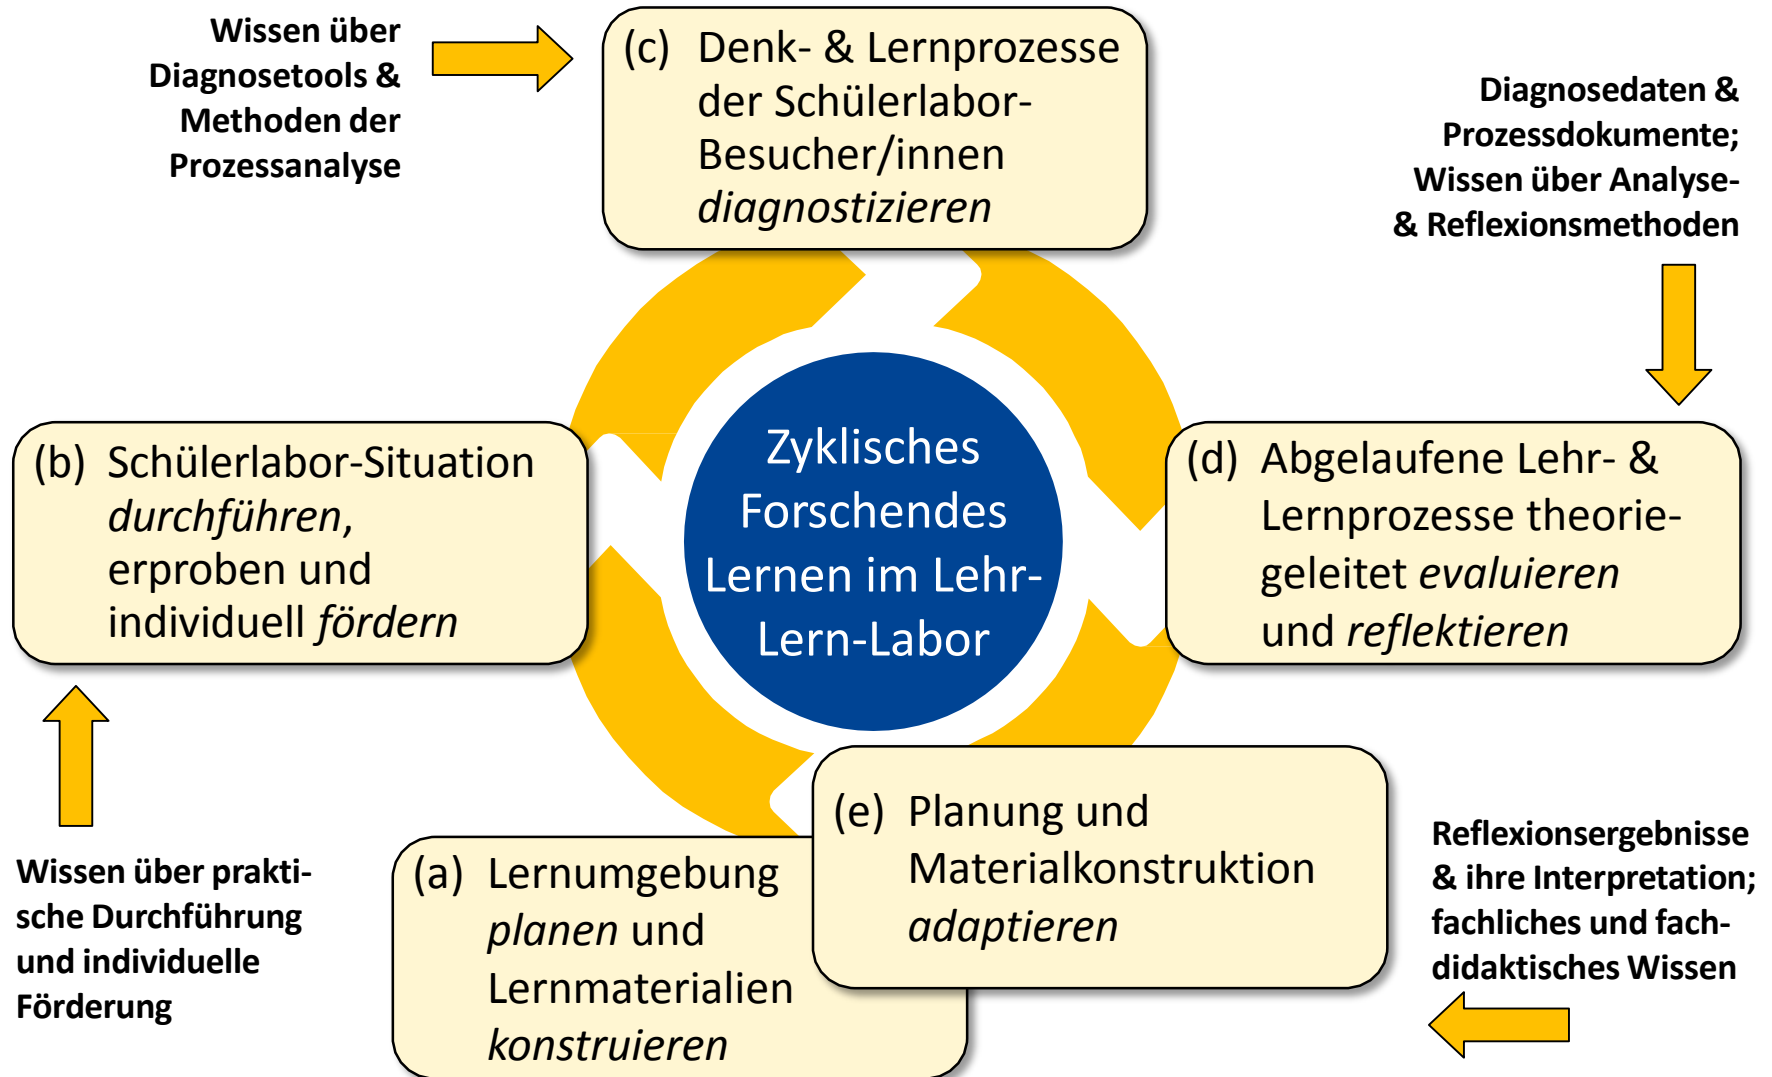 Wissen über
Diagnosetools &
Methoden der
Prozessanalyse
(c) Denk- & Lernprozesse
der Schülerlabor-
Besucher/innen
diagnostizieren
Diagnosedaten &
Prozessdokumente;
Wissen über Analyse-
& Reflexionsmethoden
(b) Schülerlabor-Situation
durchführen,
erproben und
individuell fördern
Zyklisches
Forschendes
Lernen im Lehr-
Lern-Labor
(d) Abgelaufene Lehr- &
Lernprozesse theorie-
geleitet evaluieren
und reflektieren
Wissen über prakti-
sche Durchführung
und individuelle
Förderung
(a) Lernumgebung
planen und
Lernmaterialien
konstruieren
(e) Planung und
Materialkonstruktion
adaptieren
Reflexionsergebnisse
& ihre Interpretation;
fachliches und fach-
didaktisches Wissen